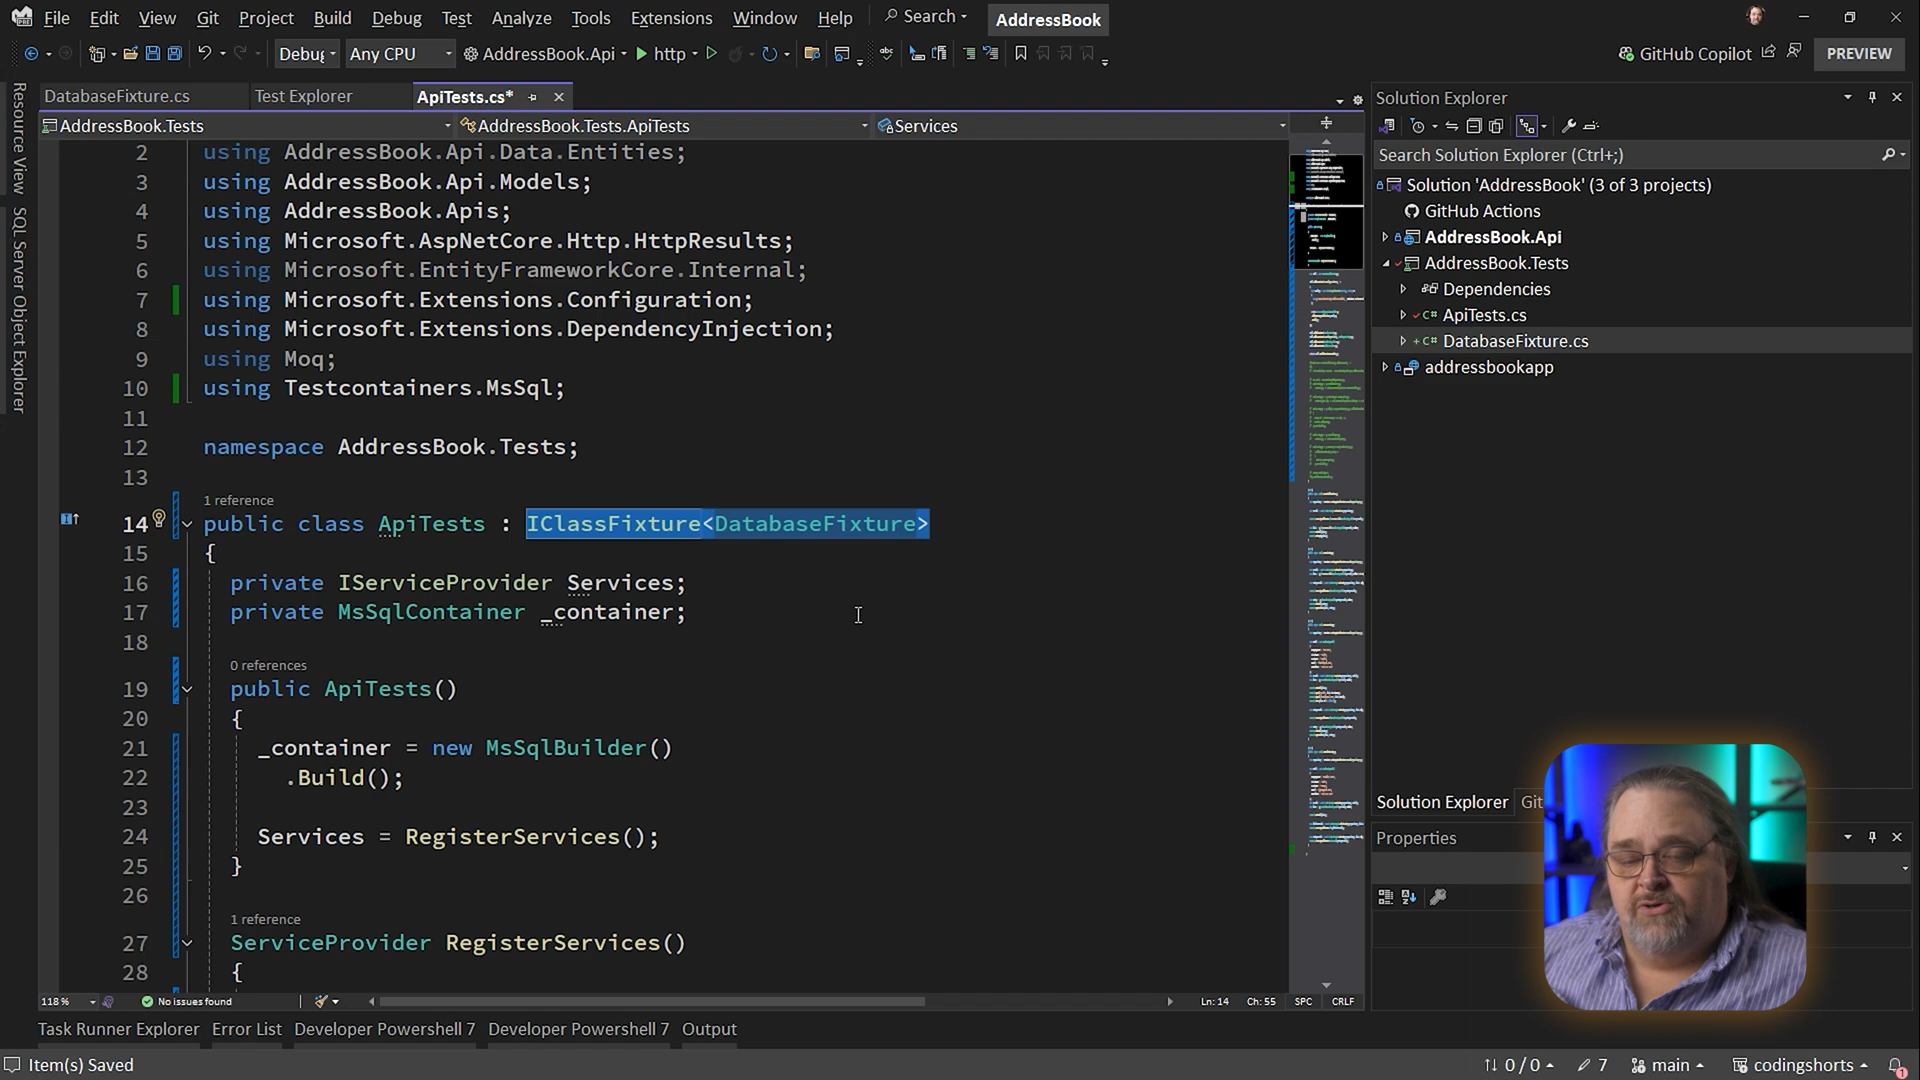 File Edit View Git Project Build Debug Test Analyze Tools Extensions Window Help Search AddressBook
Debug Any CPU AddressBook.Api http GitHub Copilot PREVIEW
Resource View
SQL Server Object Explorer
DatabaseFixture.cs Test Explorer ApiTests.cs*
AddressBook.Tests AddressBook.Tests.ApiTests Services
2 using AddressBook.Api.Data.Entities;
3 using AddressBook.Api.Models;
4 using AddressBook.Apis;
5 using Microsoft.AspNetCore.Http.HttpResults;
6 using Microsoft.EntityFrameworkCore.Internal;
7 using Microsoft.Extensions.Configuration;
8 using Microsoft.Extensions.DependencyInjection;
9 using Moq;
10 using Testcontainers.MsSql;
11
12 namespace AddressBook.Tests;
13
1 reference
14 public class ApiTests : IClassFixture<DatabaseFixture>
15 {
16 private IServiceProvider Services;
17 private MsSqlContainer _container;
18
0 references
19 public ApiTests()
20 {
21 _container = new MsSqlBuilder()
22 .Build();
23
24 Services = RegisterServices();
25 }
26
1 reference
27 ServiceProvider RegisterServices()
28 {
118 % No issues found Ln: 14 Ch: 55 SPC CRLF
Solution Explorer
Search Solution Explorer (Ctrl+;)
Solution 'AddressBook' (3 of 3 projects)
GitHub Actions
AddressBook.Api
AddressBook.Tests
Dependencies
ApiTests.cs
DatabaseFixture.cs
addressbookapp
Solution Explorer Git
Properties
Task Runner Explorer Error List Developer Powershell 7 Developer Powershell 7 Output
Item(s) Saved 0 / 0 7 main codingshorts 1